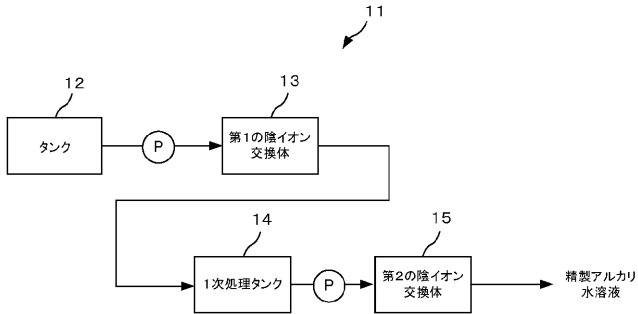 11
12
13
タンク
P
第1の陰イオン
交換体
14
15
1次処理タンク
P
第2の陰イオン
交換体
精製アルカリ
水溶液